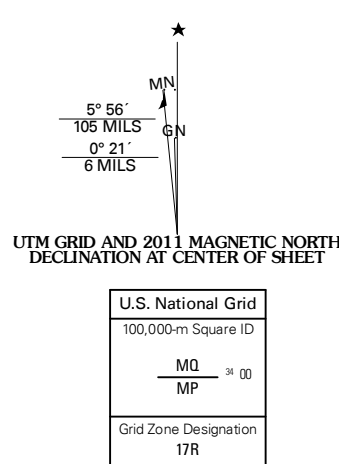 ★
MN
5° 56´
105 MILS
GN
0° 21´
6 MILS
UTM GRID AND 2011 MAGNETIC NORTH
DECLINATION AT CENTER OF SHEET
U.S. National Grid
100,000-m Square ID
MQ
34 00
MP
Grid Zone Designation
17R